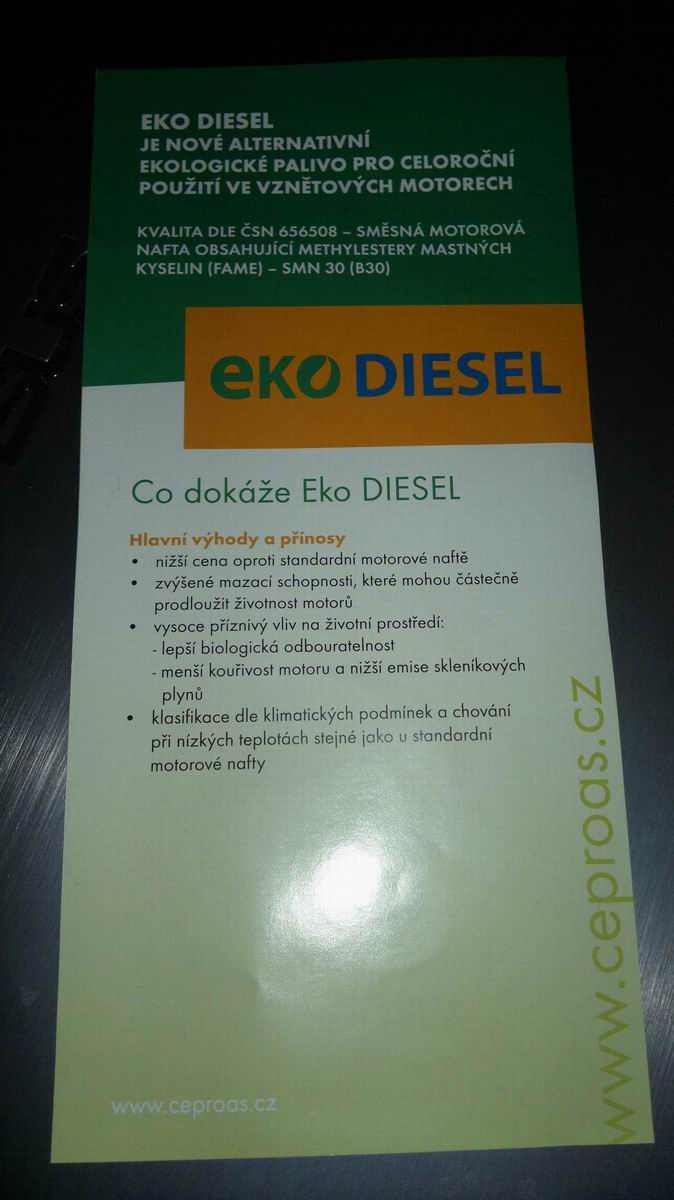 EKO DIESEL
JE NOVÉ ALTERNATIVNÍ
EKOLOGICKÉ PALIVO PRO CELOROČNÍ
POUŽITÍ VE VZNĚTOVÝCH MOTORECH
KVALITA DLE ČSN 656508 – SMĚSNÁ MOTOROVÁ
NAFTA OBSAHUJÍCÍ METHYLESTERY MASTNÝCH
KYSELIN (FAME) – SMN 30 (B30)
eko DIESEL
Co dokáže Eko DIESEL
Hlavní výhody a přínosy
• nižší cena oproti standardní motorové naftě
• zvýšené mazací schopnosti, které mohou částečně
prodloužit životnost motorů
• vysoce příznivý vliv na životní prostředí:
- lepší biologická odbouratelnost
- menší kouřivost motoru a nižší emise skleníkových
plynů
• klasifikace dle klimatických podmínek a chování
při nízkých teplotách stejné jako u standardní
motorové nafty
www.ceproas.cz
www.ceproas.cz